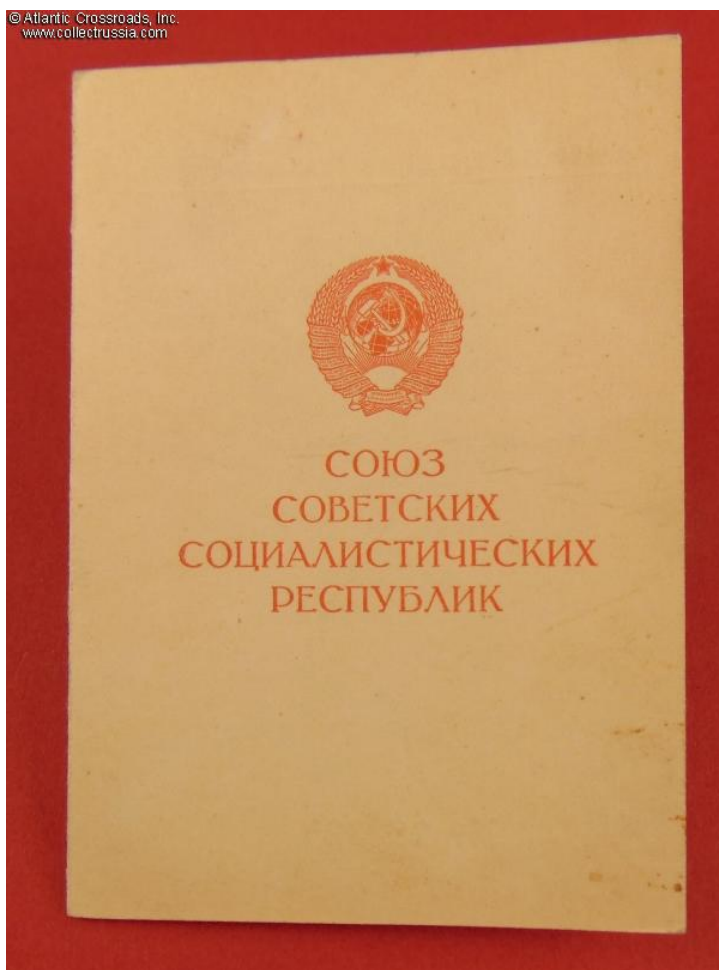 © Atlantic Crossroads, Inc.
www.collectrussia.com
СОЮЗ
СОВЕТСКИХ
СОЦИАЛИСТИЧЕСКИХ
РЕСПУБЛИК